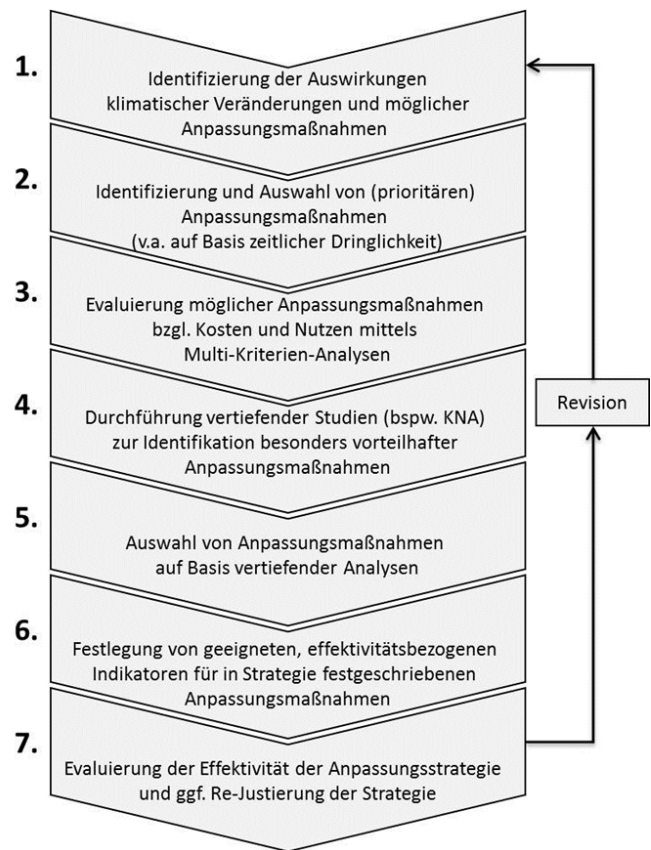 1.
Identifizierung der Auswirkungen
klimatischer Veränderungen und möglicher
Anpassungsmaßnahmen
2.
Identifizierung und Auswahl von (prioritären)
Anpassungsmaßnahmen
(v.a. auf Basis zeitlicher Dringlichkeit)
3.
Evaluierung möglicher Anpassungsmaßnahmen
bzgl. Kosten und Nutzen mittels
Multi-Kriterien-Analysen
4.
Durchführung vertiefender Studien (bspw. KNA)
zur Identifikation besonders vorteilhafter
Anpassungsmaßnahmen
Revision
5.
Auswahl von Anpassungsmaßnahmen
auf Basis vertiefender Analysen
6.
Festlegung von geeigneten, effektivitätsbezogenen
Indikatoren für in Strategie festgeschriebenen
Anpassungsmaßnahmen
7.
Evaluierung der Effektivität der Anpassungsstrategie
und ggf. Re-Justierung der Strategie